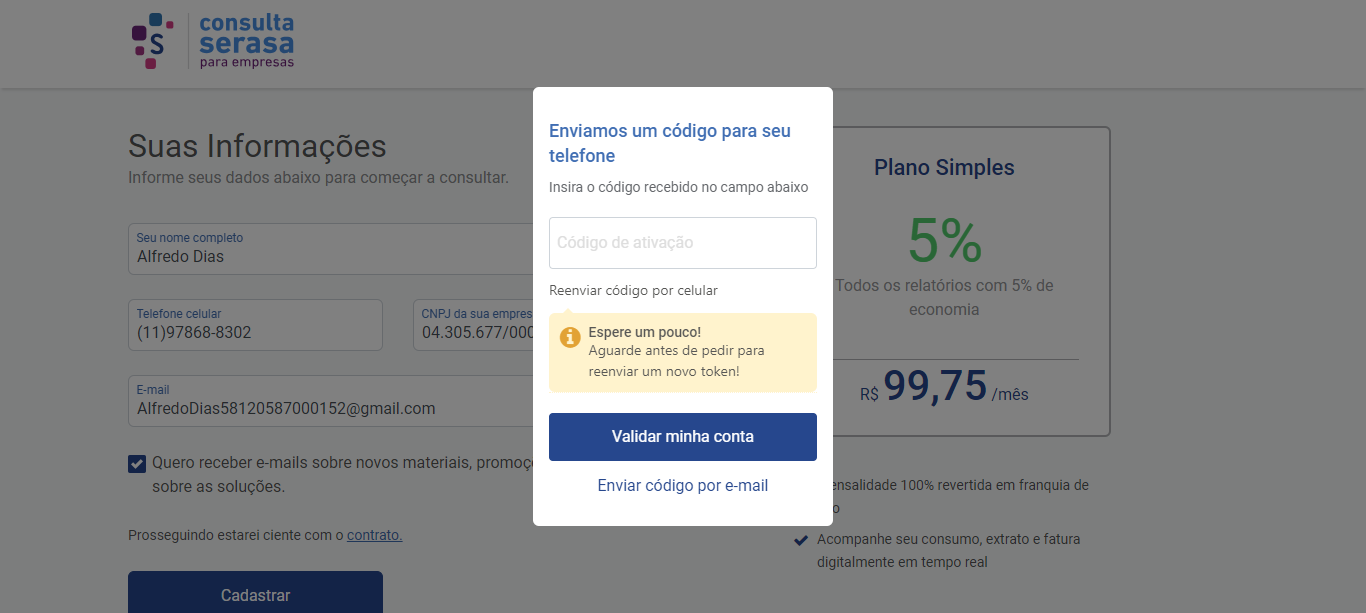 consulta
serasa
para empresas
Suas Informações
Informe seus dados abaixo para começar a consultar.
Seu nome completo
Alfredo Dias
Telefone celular
(11)97868-8302
CNPJ da sua empres
04.305.677/000
E-mail
AlfredoDias58120587000152@gmail.com
Quero receber e-mails sobre novos materiais, promoç
sobre as soluções.
Prosseguindo estarei ciente com o contrato.
Cadastrar
Enviamos um código para seu
telefone
Insira o código recebido no campo abaixo
Código de ativação
Reenviar código por celular
Espere um pouco!
Aguarde antes de pedir para
reenviar um novo token!
Validar minha conta
Enviar código por e-mail
Plano Simples
5%
Todos os relatórios com 5% de
economia
R$ 99,75 /mês
ensalidade 100% revertida em franquia de
o
Acompanhe seu consumo, extrato e fatura
digitalmente em tempo real